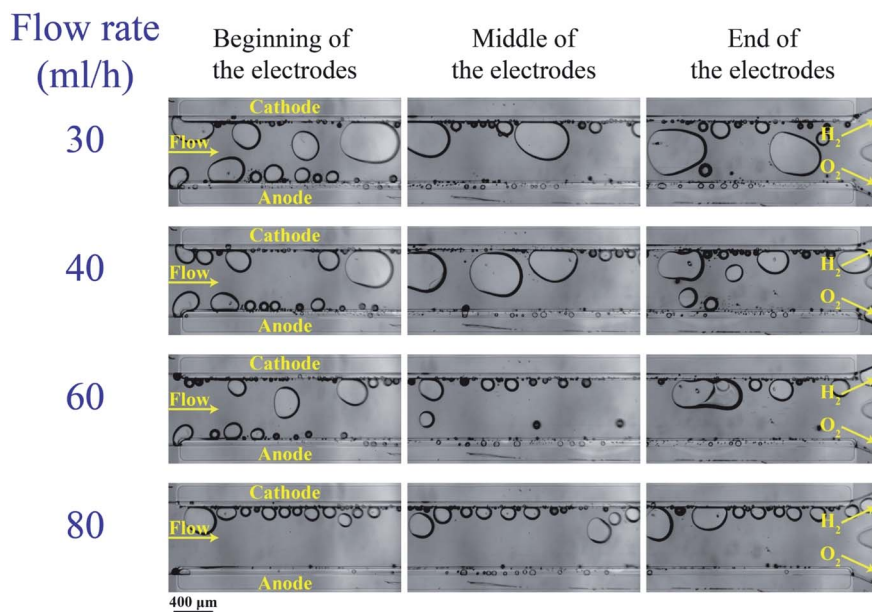 Flow rate
(ml/h)
Beginning of
the electrodes
Middle of
the electrodes
End of
the electrodes
30
Cathode
Flow
Anode
H₂
O₂
40
Cathode
Flow
Anode
H₂
O₂
60
Cathode
Flow
Anode
H₂
O₂
80
Cathode
Flow
Anode
H₂
O₂
400 μm